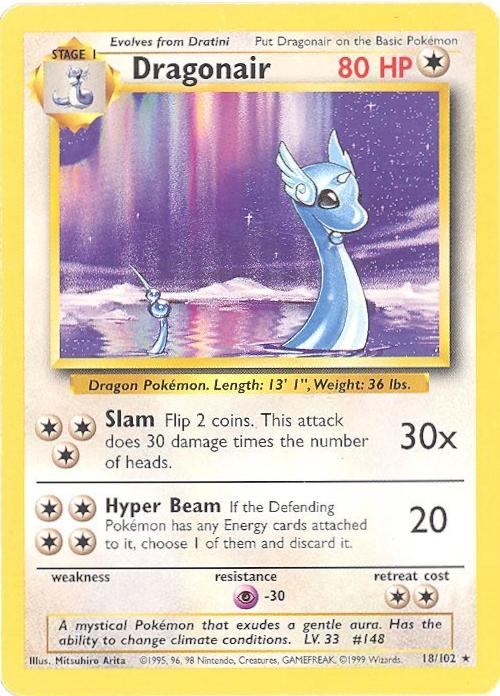 Evolves from Dratini Put Dragonair on the Basic Pokémon
STAGE 1
Dragonair 80 HP
Dragon Pokémon. Length: 13' 1", Weight: 36 lbs.
Slam Flip 2 coins. This attack
does 30 damage times the number
of heads.
30x
Hyper Beam If the Defending
Pokémon has any Energy cards attached
to it, choose 1 of them and discard it.
20
weakness resistance retreat cost
-30
A mystical Pokémon that exudes a gentle aura. Has the
ability to change climate conditions. LV. 33 #148
Illus. Mitsuhiro Arita ©1995, 96, 98 Nintendo, Creatures, GAMEFREAK. ©1999 Wizards. 18/102 ★